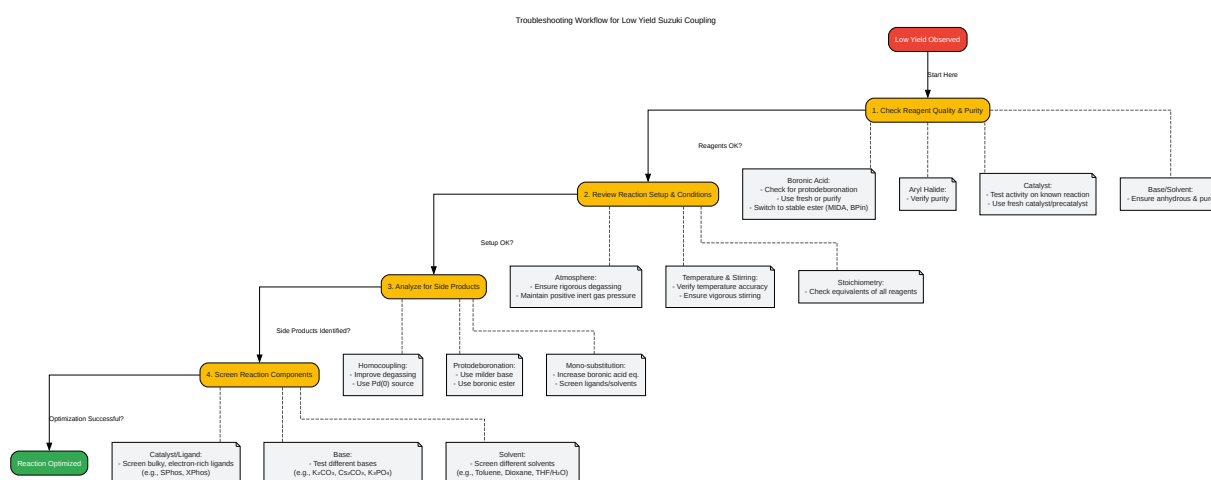 Troubleshooting Workflow for Low Yield Suzuki Coupling
Low Yield Observed
Start Here
1. Check Reagent Quality & Purity
Reagents OK?
Boronic Acid:
- Check for protodeboronation
- Use fresh or purify
- Switch to stable ester (MIDA, BPin)
Aryl Halide:
- Verify purity
Catalyst:
- Test activity on known reaction
- Use fresh catalyst/precatalyst
Base/Solvent:
- Ensure anhydrous & pure
2. Review Reaction Setup & Conditions
Setup OK?
Atmosphere:
- Ensure rigorous degassing
- Maintain positive inert gas pressure
Temperature & Stirring:
- Verify temperature accuracy
- Ensure vigorous stirring
Stoichiometry:
- Check equivalents of all reagents
3. Analyze for Side Products
Side Products Identified?
Homocoupling:
- Improve degassing
- Use Pd(0) source
Protodeboronation:
- Use milder base
- Use boronic ester
Mono-substitution:
- Increase boronic acid eq.
- Screen ligands/solvents
4. Screen Reaction Components
Optimization Successful?
Reaction Optimized
Catalyst/Ligand:
- Screen bulky, electron-rich ligands
(e.g., SPhos, XPhos)
Base:
- Test different bases
(e.g., K₂CO₃, Cs₂CO₃, K₃PO₄)
Solvent:
- Screen different solvents
(e.g., Toluene, Dioxane, THF/H₂O)